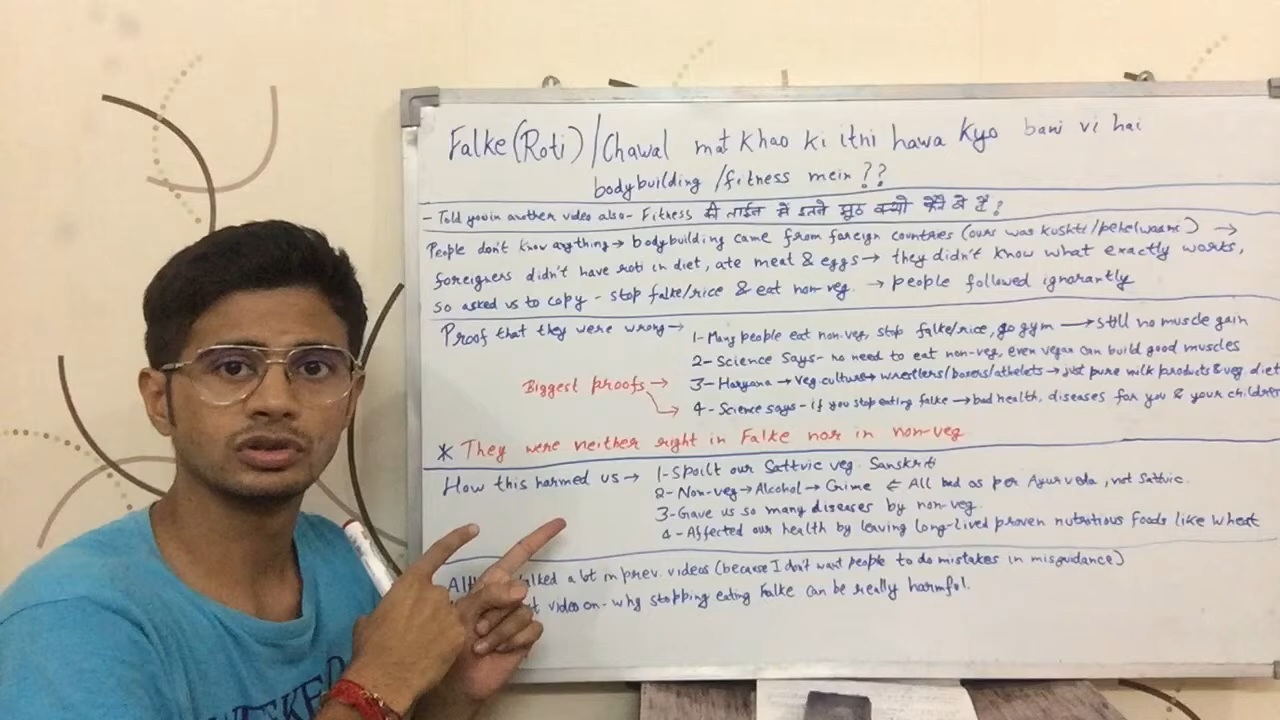 Falke(Roti)/Chawal mat khao ki itni hawa kyo bani vi hai
bodybuilding /fitness mein??
- Told you in another video also- Fitness की लाईन में इतने झूठ क्यों
People don't know anything → bodybuilding came from foreign countries (ours was kushti/pehelwaani) →
foreigners didn't have roti in diet, ate meat & eggs → they didn't know what exactly works,
so asked us to copy - stop falke/rice & eat non-veg. → people followed ignorantly
Proof that they were wrong → 1- Many people eat non-veg, stop falke/rice, go gym → still no muscle gain
2- Science says- no need to eat non-veg, even vegan can build good muscles
Biggest proofs → 3- Haryana → veg culture → wrestlers/boxers/athelets → just pure milk products & veg diet
4- Science says- if you stop eating falke → bad health, diseases for you & your children
* They were neither right in Falke nor in non-veg
How this harmed us → 1- Spoilt our Sattvic veg. Sanskriti
2- Non-veg → Alcohol → Crime ← All bad as per Ayurveda, not Sattvic.
3- Gave us so many diseases by non-veg.
4- Affected our health by leaving long-lived proven nutritious foods like wheat
talked a lot in prev. videos (because I don't want people to do mistakes in misguidance)
video on- why stopping eating Falke can be really harmful.